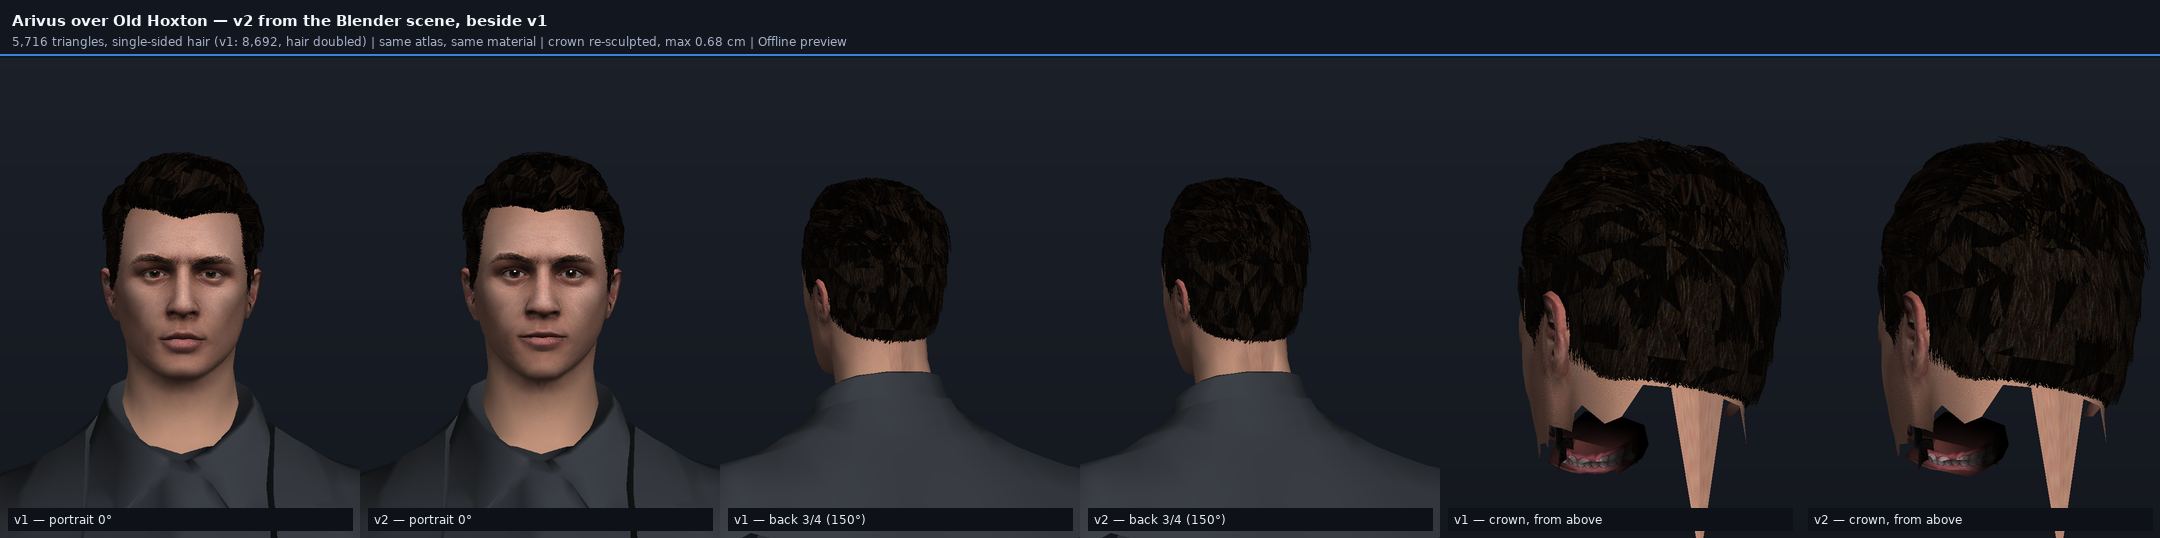 Arivus over Old Hoxton — v2 from the Blender scene, beside v1
5,716 triangles, single-sided hair (v1: 8,692, hair doubled) | same atlas, same material | crown re-sculpted, max 0.68 cm | Offline preview
v1 — portrait 0°
v2 — portrait 0°
v1 — back 3/4 (150°)
v2 — back 3/4 (150°)
v1 — crown, from above
v2 — crown, from above